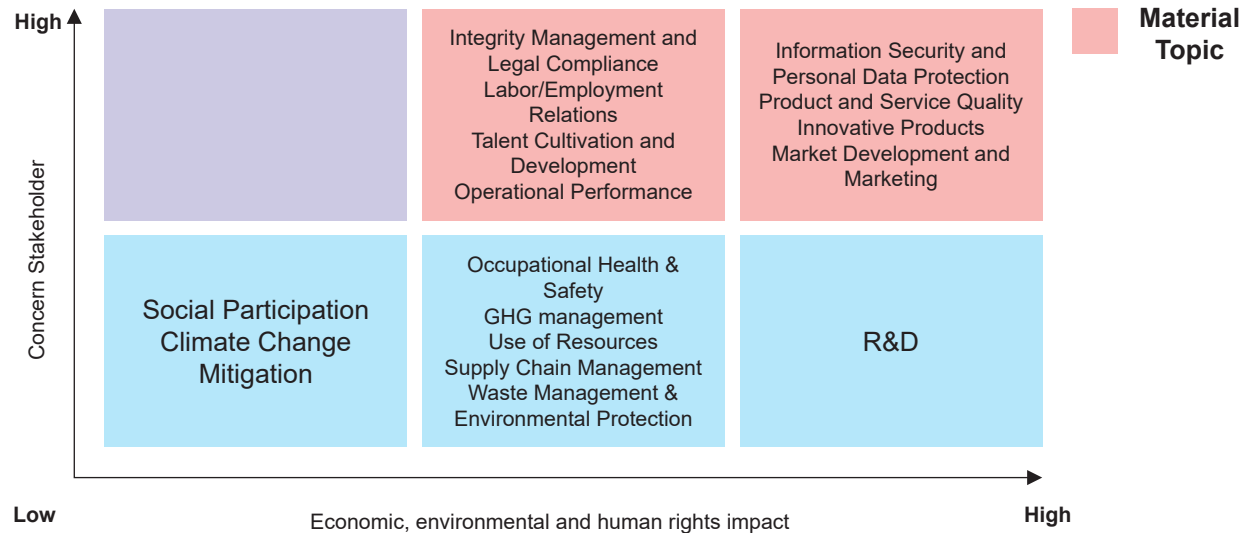 High
Integrity Management and
Legal Compliance
Labor/Employment
Relations
Talent Cultivation and
Development
Operational Performance
Information Security and
Personal Data Protection
Product and Service Quality
Innovative Products
Market Development and
Marketing
Material
Topic
Concern Stakeholder
Social Participation
Climate Change
Mitigation
Occupational Health &
Safety
GHG management
Use of Resources
Supply Chain Management
Waste Management &
Environmental Protection
R&D
Low
Economic, environmental and human rights impact
High